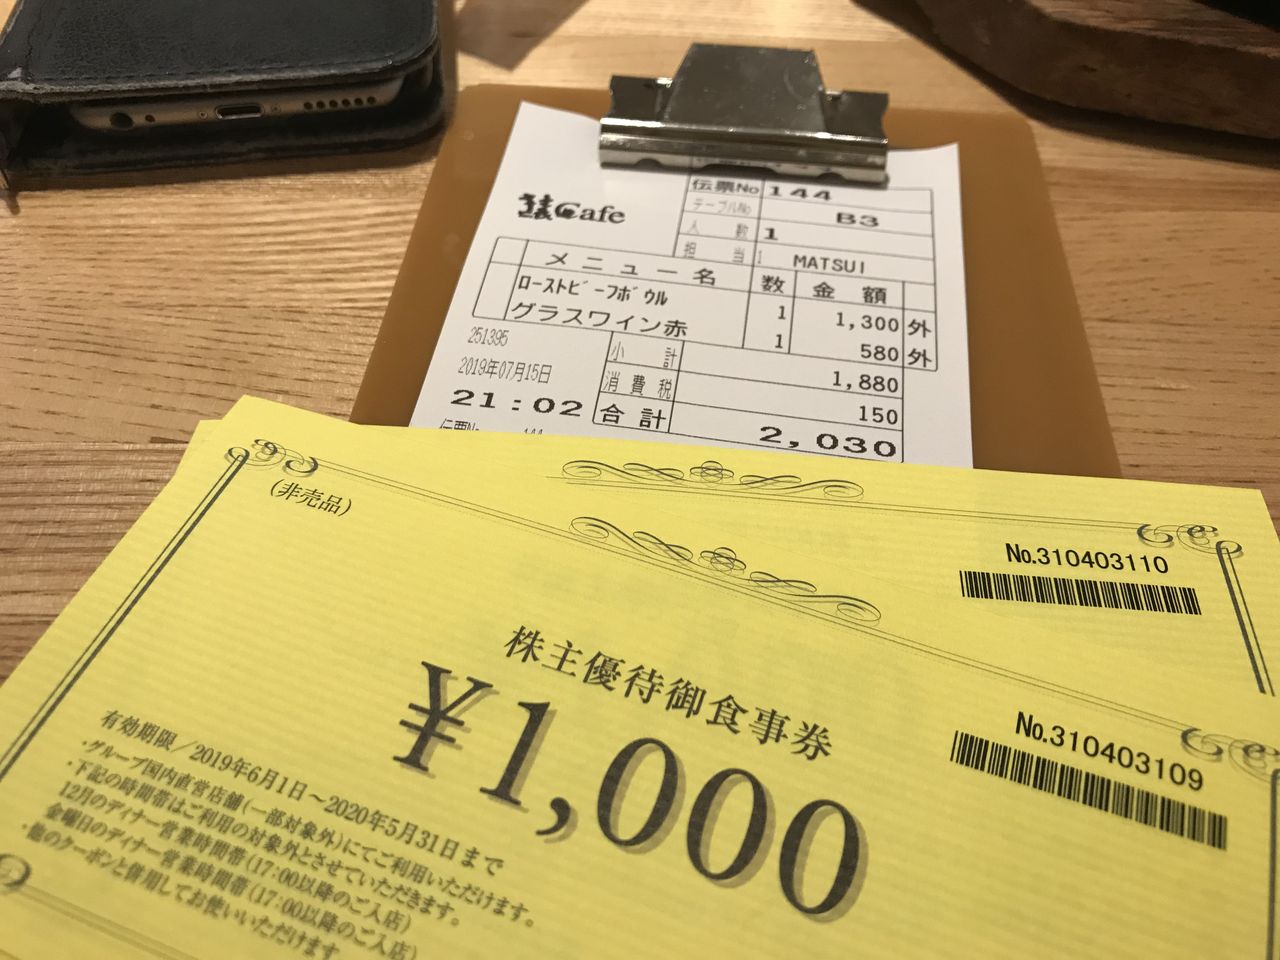 伝票No 144
Cafe
テーブルNo B3
人数 1
担当 MATSUI
メニュー名 数 金額
ローストビーフボウル 1 1,300 外
グラスワイン赤 1 580 外
251395
小計 1,880
2019年07月15日
消費税 150
21:02
合計 2,030
伝票No 144
(非売品)
No.310403110
株主優待御食事券
¥1,000
No.310403109
有効期限/2019年6月1日～2020年5月31日まで
・グループ国内直営店舗(一部対象外)にてご利用いただけます。
・下記の時間帯はご利用の対象外とさせていただきます。
12月のディナー営業時間帯(17:00以降のご入店)
金曜日のディナー営業時間帯(17:00以降のご入店)
・他のクーポンと併用してお使いいただけます